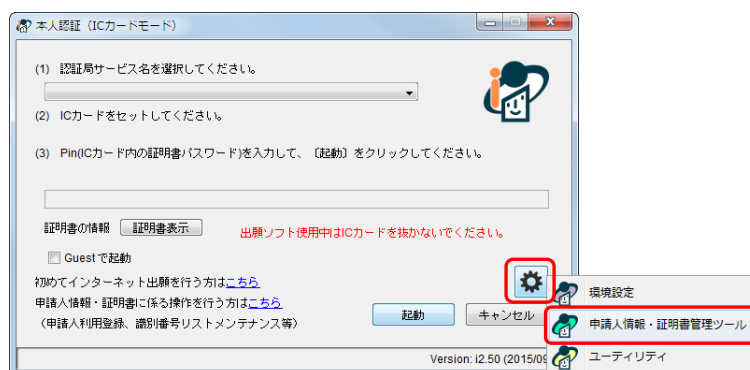 本人認証（ICカードモード）
(1) 認証局サービス名を選択してください。
(2) ICカードをセットしてください。
(3) Pin(ICカード内の証明書パスワード)を入力して、〔起動〕をクリックしてください。
証明書の情報 証明書表示 出願ソフト使用中はICカードを抜かないでください。
Guestで起動
初めてインターネット出願を行う方はこちら
申請人情報・証明書に係る操作を行う方はこちら
（申請人利用登録、識別番号リストメンテナンス等）
起動 キャンセル
環境設定
申請人情報・証明書管理ツール
ユーティリティ
Version: i2.50 (2015/09